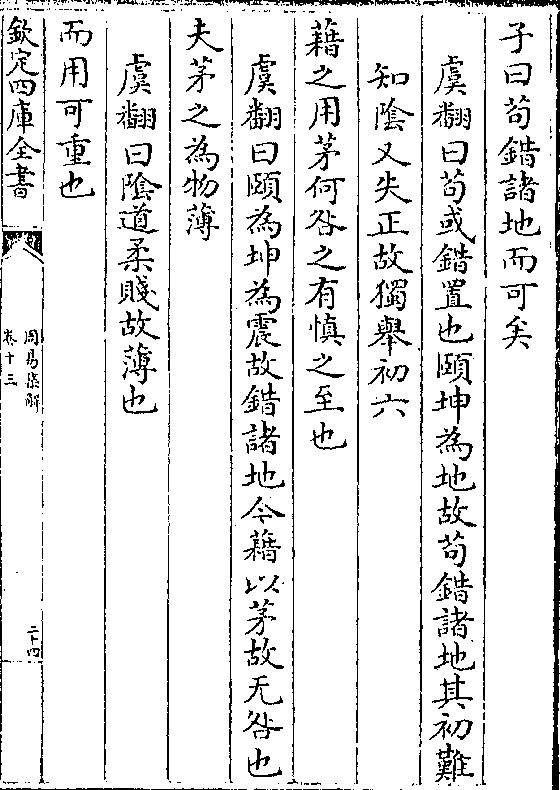 子曰苟錯諸地而可矣
虞翻曰苟或錯置也頤坤為地故苟錯諸地其初難
知陰又失正故獨舉初六
藉之用茅何咎之有慎之至也
虞翻曰頤為坤為震故錯諸地今藉以茅故无咎也
夫茅之為物薄
虞翻曰陰道柔賤故薄也
而用可重也
欽定四庫全書
周易集解
卷十三
二十四